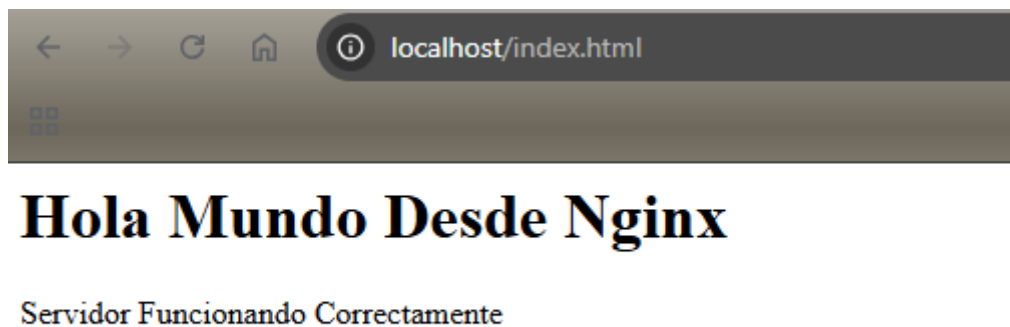 localhost/index.html
Hola Mundo Desde Nginx
Servidor Funcionando Correctamente